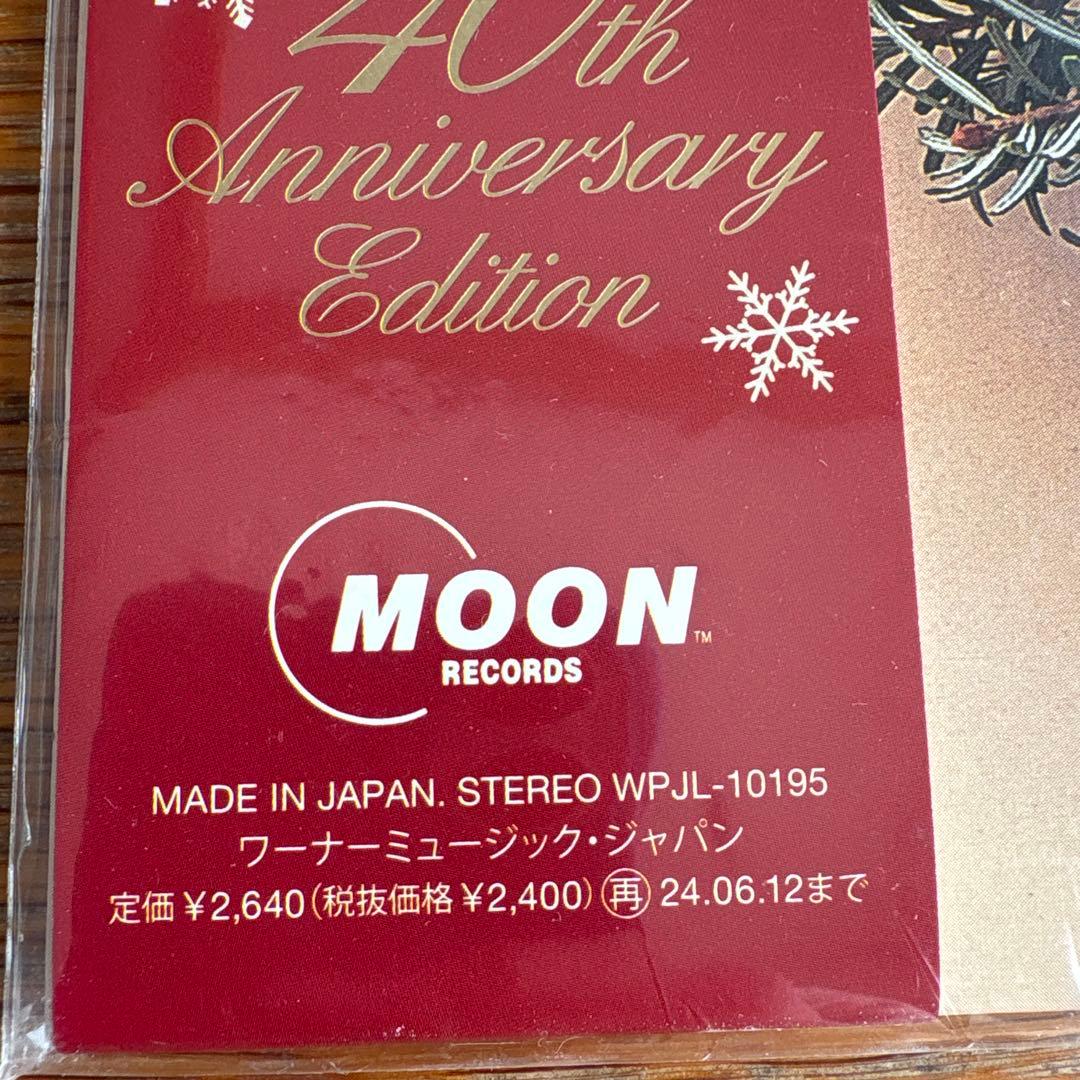 40th
Anniversary
Edition
MOON™
RECORDS
MADE IN JAPAN. STEREO WPJL-10195
ワーナーミュージック・ジャパン
定価¥2,640(税抜価格¥2,400)㊢ 24.06.12まで